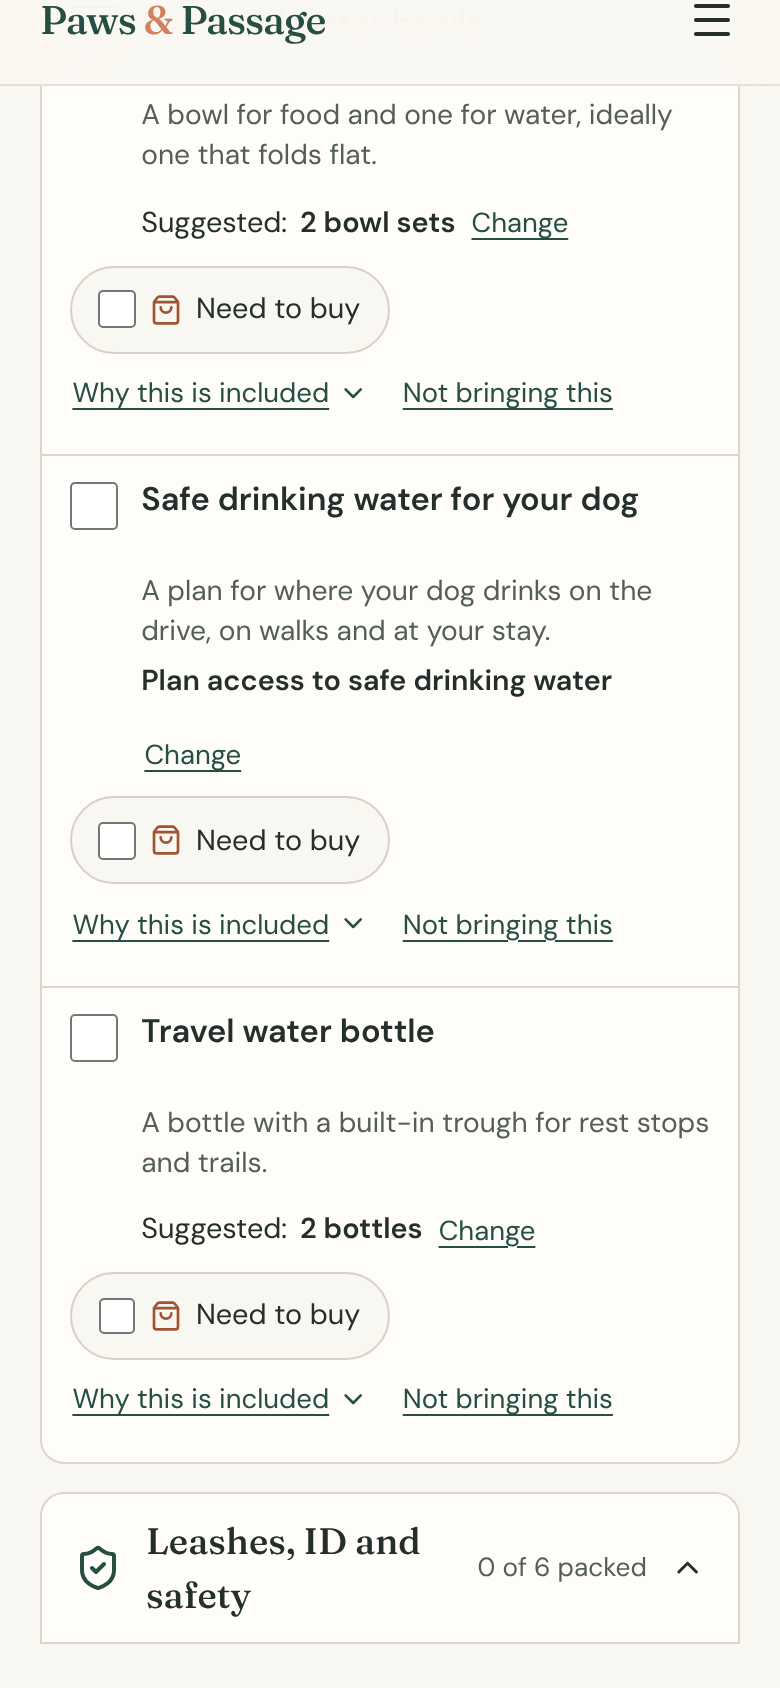 Paws & Passage
A bowl for food and one for water, ideally
one that folds flat.
Suggested: 2 bowl sets Change
Need to buy
Why this is included Not bringing this
Safe drinking water for your dog
A plan for where your dog drinks on the
drive, on walks and at your stay.
Plan access to safe drinking water
Change
Need to buy
Why this is included Not bringing this
Travel water bottle
A bottle with a built-in trough for rest stops
and trails.
Suggested: 2 bottles Change
Need to buy
Why this is included Not bringing this
Leashes, ID and
safety
0 of 6 packed